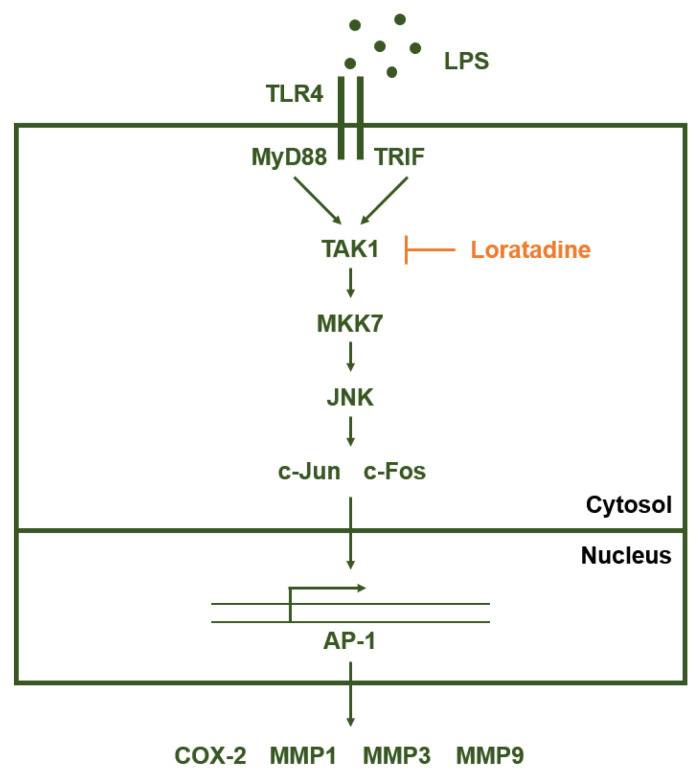 LPS
TLR4
MyD88 TRIF
TAK1 Loratadine
MKK7
JNK
c-Jun c-Fos
Cytosol
Nucleus
AP-1
COX-2 MMP1 MMP3 MMP9